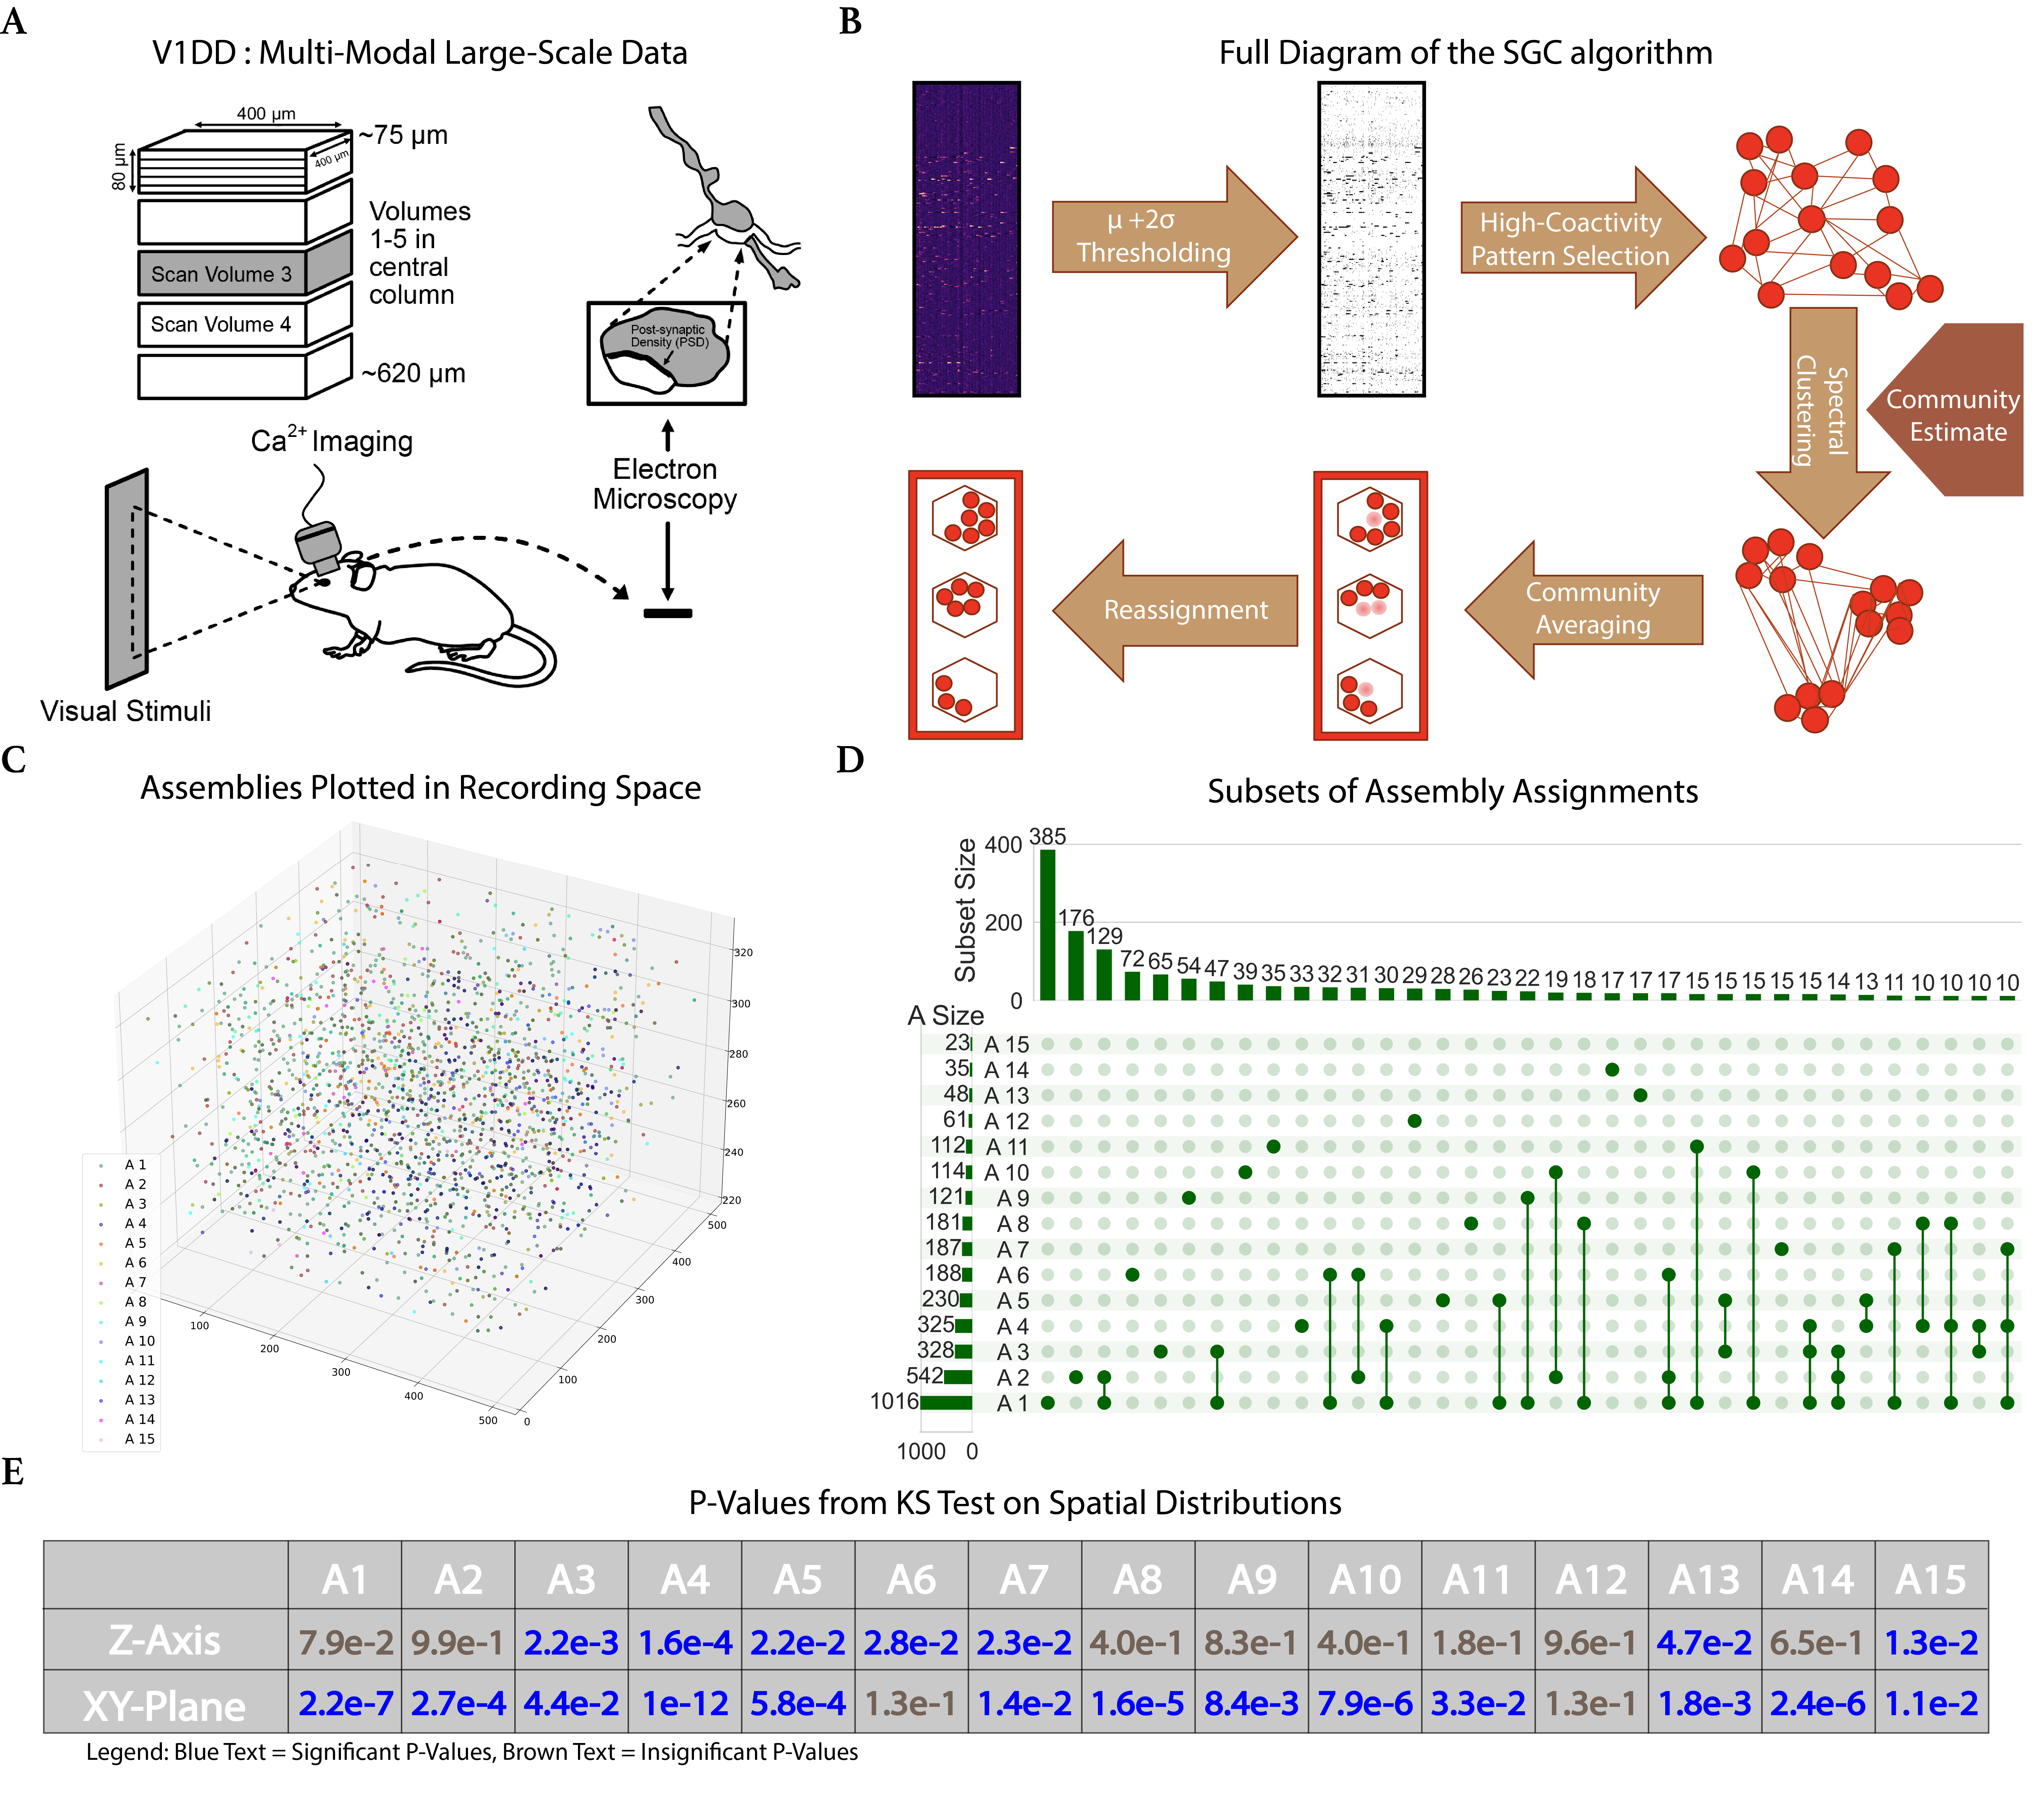 A
V1DD : Multi-Modal Large-Scale Data
400 µm
~75 µm
400 µm
80 µm
Volumes
1-5 in
central
column
Scan Volume 3
Scan Volume 4
~620 µm
Post-synaptic
Density (PSD)
Ca2+ Imaging
Electron
Microscopy
Visual Stimuli
B
Full Diagram of the SGC algorithm
µ +2σ
Thresholding
High-Coactivity
Pattern Selection
Spectral
Clustering
Community
Estimate
Community
Averaging
Reassignment
C
Assemblies Plotted in Recording Space
320
300
280
260
240
220
500
400
300
200
100
0
100
200
300
400
500
A 1
A 2
A 3
A 4
A 5
A 6
A 7
A 8
A 9
A 10
A 11
A 12
A 13
A 14
A 15
D
Subsets of Assembly Assignments
Subset Size
400
200
0
385 176 129 72 65 54 47 39 35 33 32 31 30 29 28 26 23 22 19 18 17 17 17 15 15 15 15 15 14 13 11 10 10 10 10
A Size
23 A 15
35 A 14
48 A 13
61 A 12
112 A 11
114 A 10
121 A 9
181 A 8
187 A 7
188 A 6
230 A 5
325 A 4
328 A 3
542 A 2
1016 A 1
1000 0
E
P-Values from KS Test on Spatial Distributions
A1 A2 A3 A4 A5 A6 A7 A8 A9 A10 A11 A12 A13 A14 A15
Z-Axis 7.9e-2 9.9e-1 2.2e-3 1.6e-4 2.2e-2 2.8e-2 2.3e-2 4.0e-1 8.3e-1 4.0e-1 1.8e-1 9.6e-1 4.7e-2 6.5e-1 1.3e-2
XY-Plane 2.2e-7 2.7e-4 4.4e-2 1e-12 5.8e-4 1.3e-1 1.4e-2 1.6e-5 8.4e-3 7.9e-6 3.3e-2 1.3e-1 1.8e-3 2.4e-6 1.1e-2
Legend: Blue Text = Significant P-Values, Brown Text = Insignificant P-Values